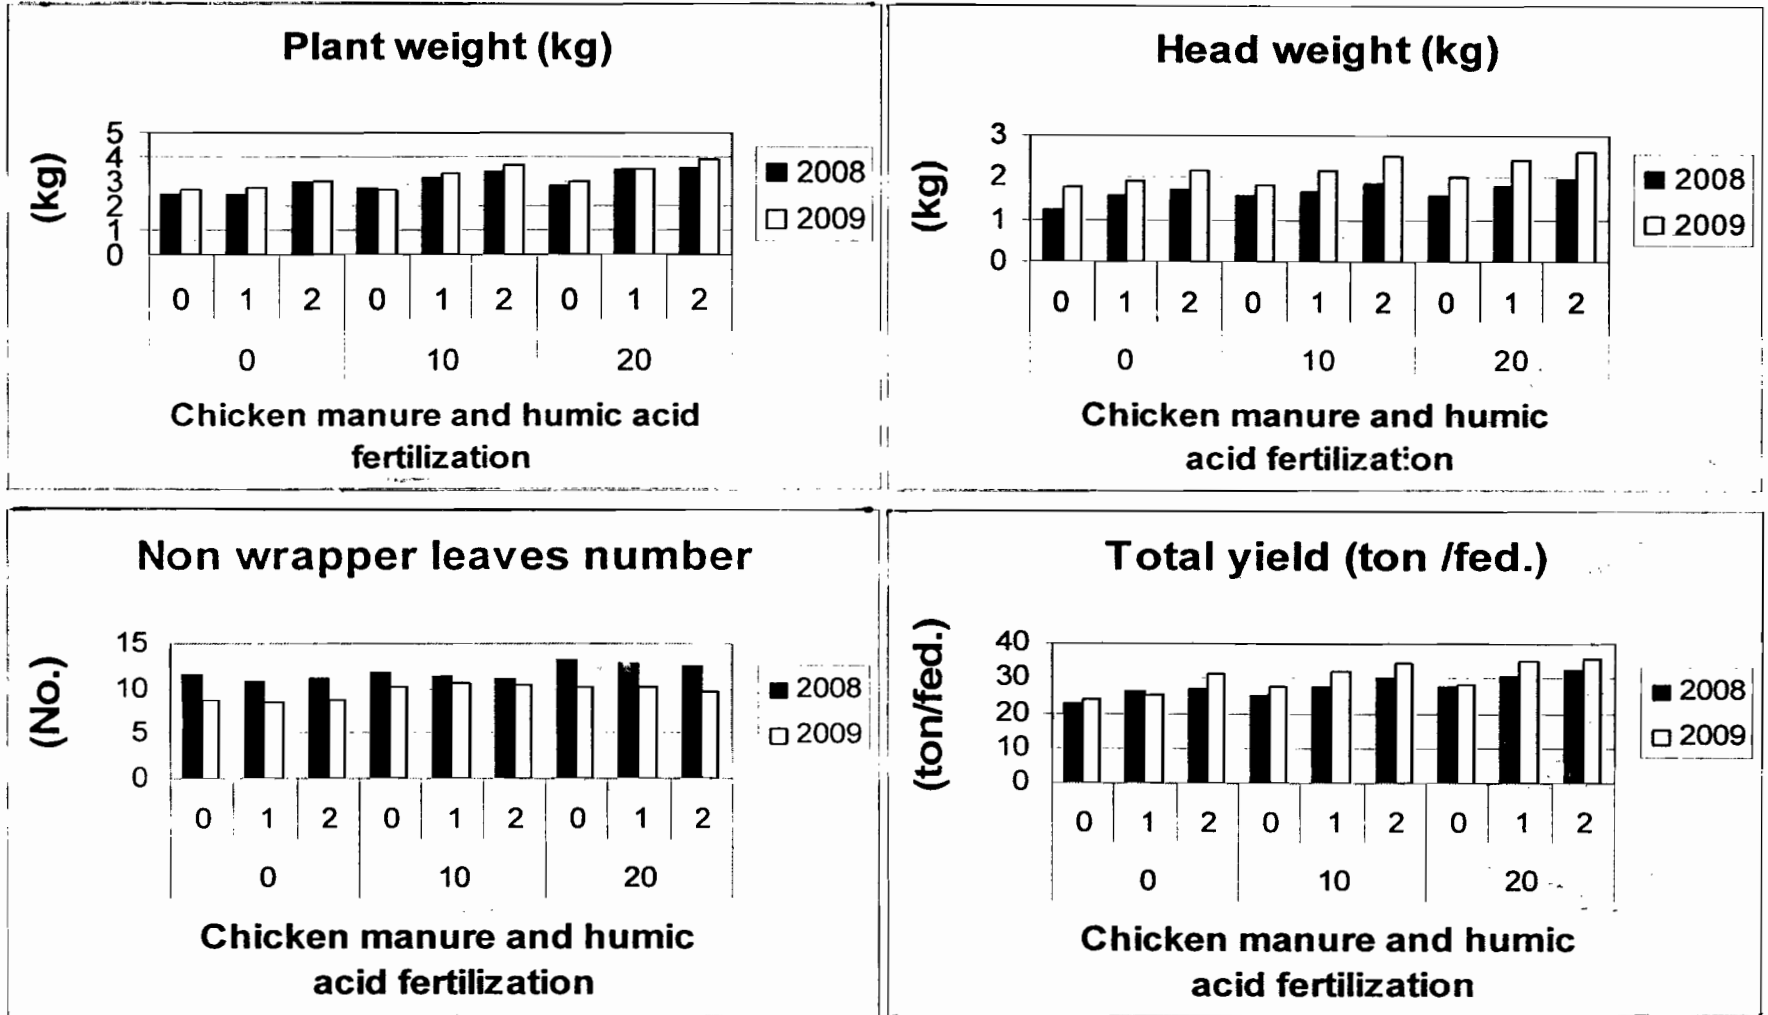 Plant weight (kg)
(kg)
5
4
3
2
1
0
2008
2009
0 1 2 0 1 2 0 1 2
0 10 20
Chicken manure and humic acid
fertilization
Head weight (kg)
(kg)
3
2
1
0
2008
2009
0 1 2 0 1 2 0 1 2
0 10 20
Chicken manure and humic
acid fertilization
Non wrapper leaves number
(No.)
15
10
5
0
2008
2009
0 1 2 0 1 2 0 1 2
0 10 20
Chicken manure and humic
acid fertilization
Total yield (ton /fed.)
(ton/fed.)
40
30
20
10
0
2008
2009
0 1 2 0 1 2 0 1 2
0 10 20
Chicken manure and humic
acid fertilization